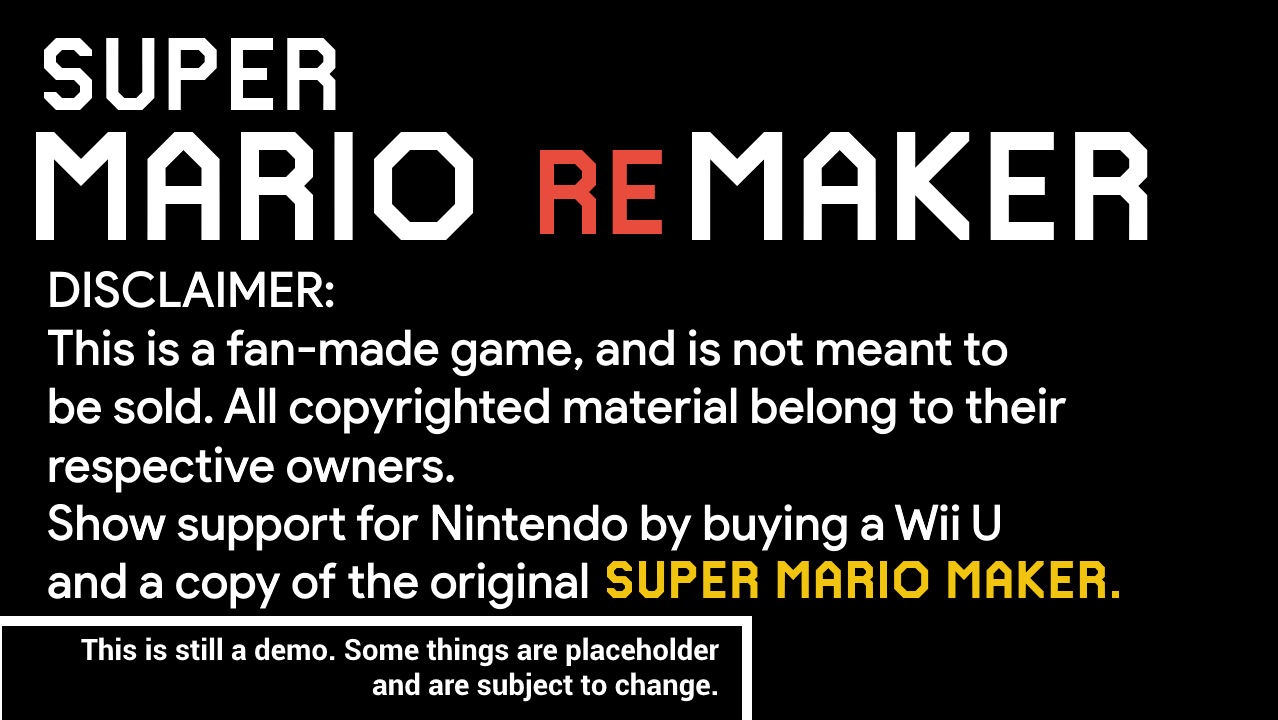 SUPER
MARIO REMAKER
DISCLAIMER:
This is a fan-made game, and is not meant to
be sold. All copyrighted material belong to their
respective owners.
Show support for Nintendo by buying a Wii U
and a copy of the original SUPER MARIO MAKER.
This is still a demo. Some things are placeholder
and are subject to change.